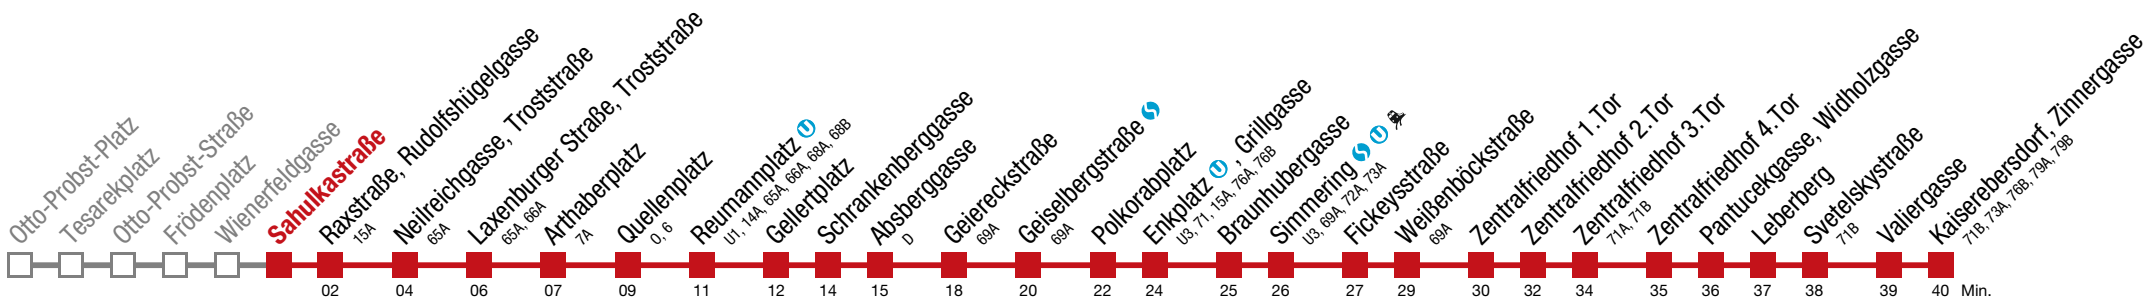 Otto-Probst-Platz
Tesarekplatz
Otto-Probst-Straße
Frödenplatz
Wienerfeldgasse
Sahulkastraße
Raxstraße, Rudolfshügelgasse
15A
Neilreichgasse, Troststraße
65A
Laxenburger Straße, Troststraße
65A, 66A
Arthaberplatz
7A
Quellenplatz
O, 6
Reumannplatz U
U1, 14A, 65A, 66A, 68A, 68B
Gellertplatz
Schrankenberggasse
Absberggasse
D
Geiereckstraße
69A
Geiselbergstraße S
69A
Polkorabplatz
Enkplatz U, Grillgasse
U3, 71, 15A, 76A, 76B
Braunhubergasse
Simmering S U
U3, 69A, 72A, 73A
Fickeysstraße
Weißenböckstraße
69A
Zentralfriedhof 1.Tor
Zentralfriedhof 2.Tor
Zentralfriedhof 3.Tor
71A, 71B
Zentralfriedhof 4.Tor
Pantucekgasse, Widholzgasse
Leberberg
Svetelskystraße
71B
Valiergasse
Kaiserebersdorf, Zinnergasse
71B, 73A, 76B, 79A, 79B
02 04 06 07 09 11 12 14 15 18 20 22 24 25 26 27 29 30 32 34 35 36 37 38 39 40 Min.